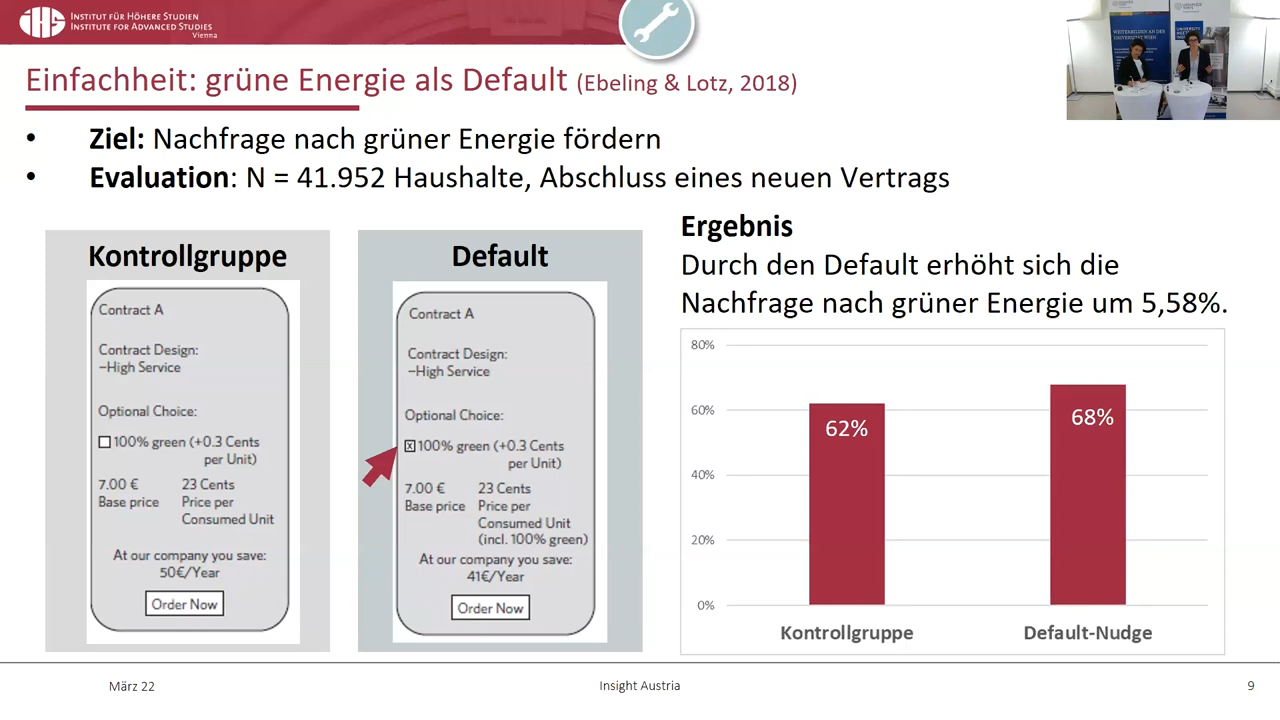 iHS
INSTITUT FÜR HÖHERE STUDIEN
INSTITUTE FOR ADVANCED STUDIES
Vienna
WEITERBILDEN AN DER
UNIVERSITÄT WIEN
Einfachheit: grüne Energie als Default (Ebeling & Lotz, 2018)
• Ziel: Nachfrage nach grüner Energie fördern
• Evaluation: N = 41.952 Haushalte, Abschluss eines neuen Vertrags
Kontrollgruppe
Contract A
Contract Design:
–High Service
Optional Choice:
100% green (+0.3 Cents
per Unit)
7.00 € 23 Cents
Base price Price per
Consumed Unit
At our company you save:
50€/Year
Order Now
Default
Contract A
Contract Design:
–High Service
Optional Choice:
100% green (+0.3 Cents
per Unit)
7.00 € 23 Cents
Base price Price per
Consumed Unit
(incl. 100% green)
At our company you save:
41€/Year
Order Now
Ergebnis
Durch den Default erhöht sich die
Nachfrage nach grüner Energie um 5,58%.
80%
60%
40%
20%
0%
62%
68%
Kontrollgruppe Default-Nudge
März 22 Insight Austria 9